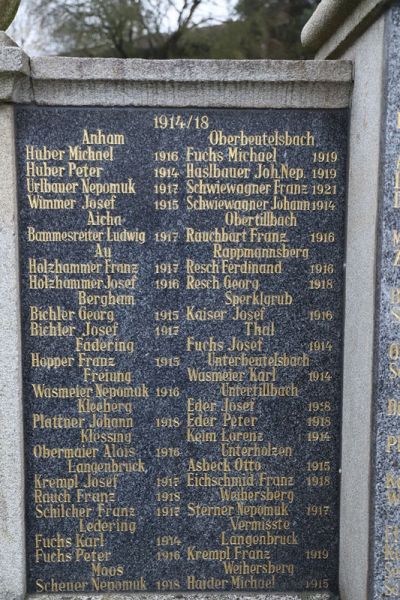 1914/18
Anham
Huber Michael 1916
Huber Peter 1914
Urlbauer Nepomuk 1917
Wimmer Josef 1915
Aicha
Bammesreiter Ludwig 1917
Au
Holzhammer Franz 1917
Holzhammer Josef 1916
Bergham
Bichler Georg 1915
Bichler Josef 1917
Fadering
Hopper Franz 1915
Freiung
Wasmeier Nepomuk 1916
Kleeberg
Plattner Johann 1918
Klessing
Obermaier Alois 1916
Langenbruck
Krempl Josef 1917
Rauch Franz 1918
Schilcher Franz 1917
Ledering
Fuchs Karl 1914
Fuchs Peter 1916
Moos
Scheuer Nepomuk 1918
Oberbeutelsbach
Fuchs Michael 1919
Haslbauer Joh. Nep. 1919
Schwiewagner Franz 1921
Schwiewagner Johann 1914
Obertillbach
Rauchbart Franz 1916
Rappmannsberg
Resch Ferdinand 1916
Resch Georg 1918
Sperklgrub
Kaiser Josef 1916
Thal
Fuchs Josef 1914
Unterbeutelsbach
Wasmeier Karl 1914
Untertillbach
Eder Josef 1918
Eder Peter 1918
Keim Lorenz 1914
Unterholzen
Asbeck Otto 1915
Eichschmid Franz 1918
Weihersberg
Sterner Nepomuk 1917
Vermisste
Langenbruck
Krempl Franz 1919
Weihersberg
Haider Michael 1915